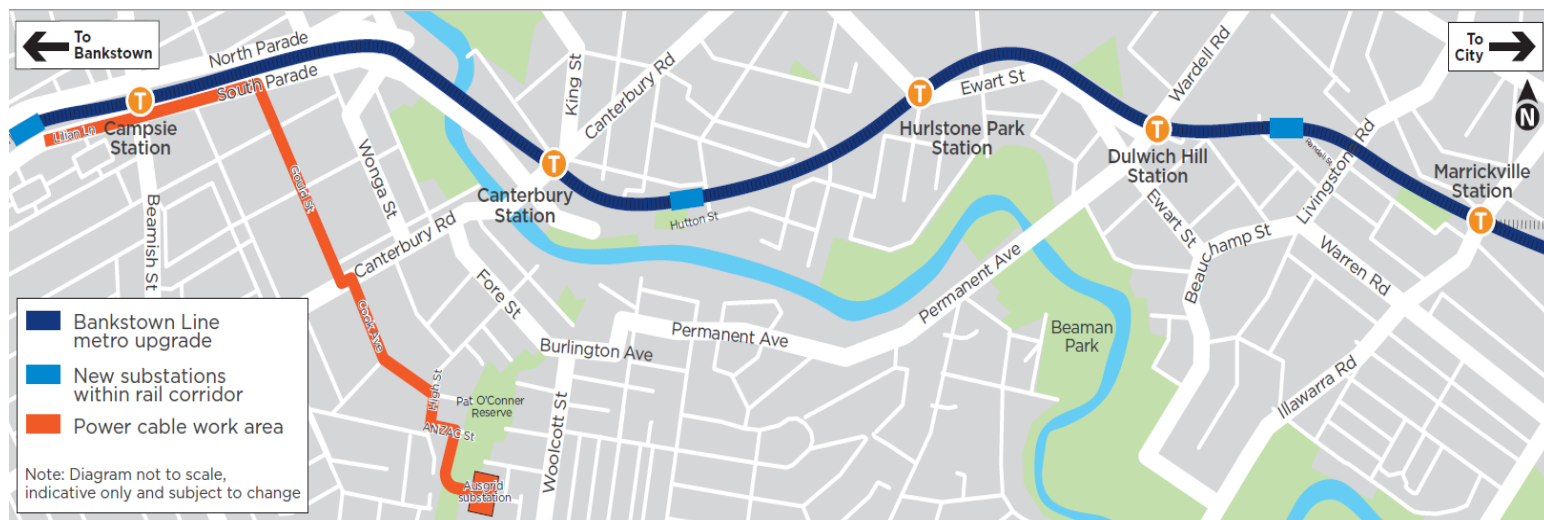 To
Bankstown
North Parade
South Parade
To
City
N
Lilian Ln
Campsie
Station
King St
Canterbury Rd
Ewart St
Wardell Rd
Hurlstone Park
Station
Dulwich Hill
Station
Rendell St
Livingstone Rd
Marrickville
Station
Beamish St
Gould St
Wonga St
Canterbury
Station
Hutton St
Canterbury Rd
Ewart St
Beauchamp St
Warren Rd
Fore St
Permanent Ave
Cook Ave
Burlington Ave
Permanent Ave
Beaman
Park
Illawarra Rd
High St
Pat O'Conner
Reserve
ANZAC St
Woolcott St
Ausgrid
substation
Bankstown Line
metro upgrade
New substations
within rail corridor
Power cable work area
Note: Diagram not to scale,
indicative only and subject to change
T
T
T
T
T